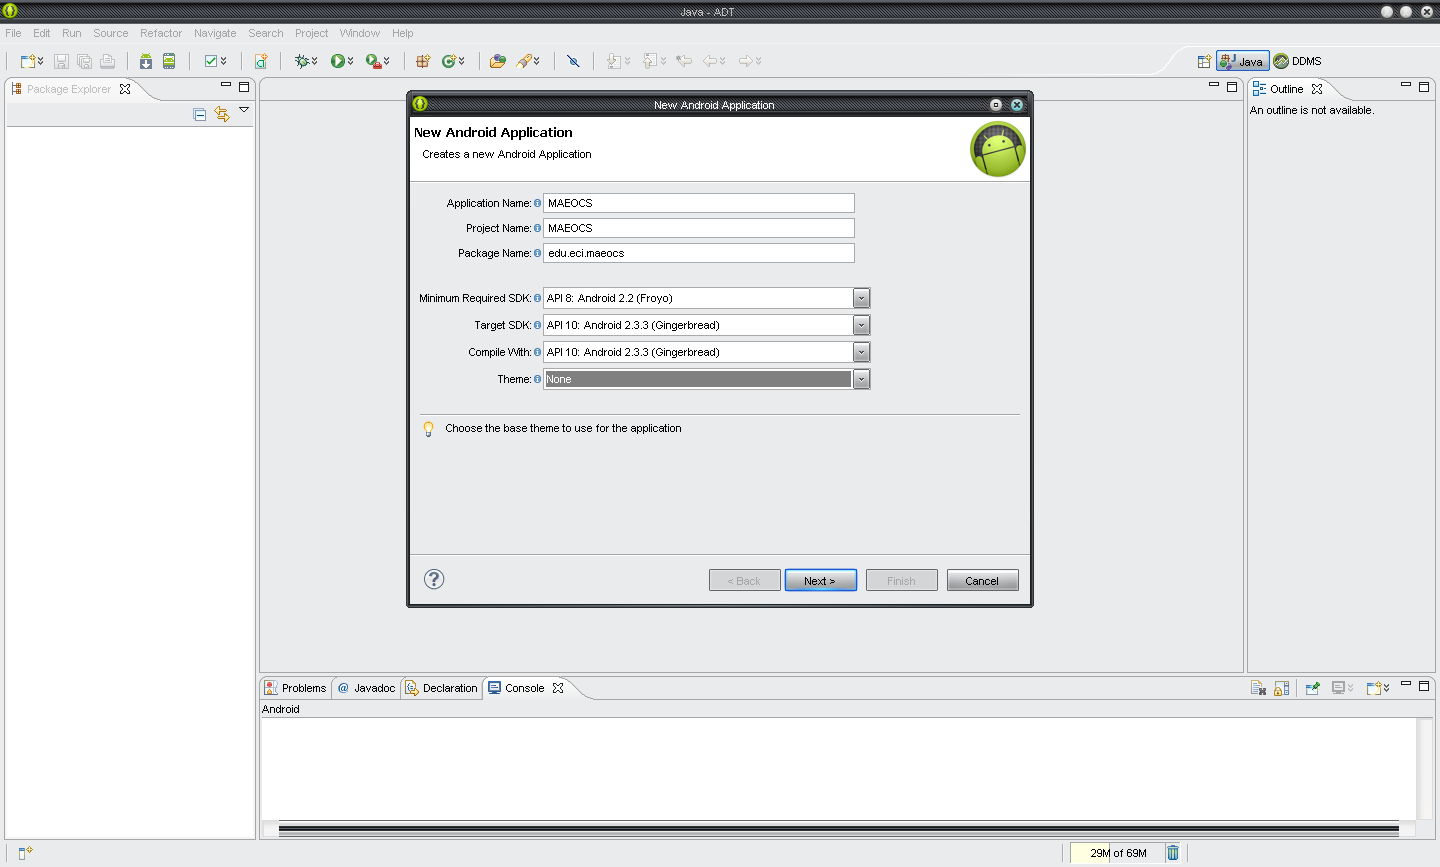 Java - ADT
File Edit Run Source Refactor Navigate Search Project Window Help
Java DDMS
Package Explorer
Outline
An outline is not available.
New Android Application
New Android Application
Creates a new Android Application
Application Name: MAEOCS
Project Name: MAEOCS
Package Name: edu.eci.maeocs
Minimum Required SDK: API 8: Android 2.2 (Froyo)
Target SDK: API 10: Android 2.3.3 (Gingerbread)
Compile With: API 10: Android 2.3.3 (Gingerbread)
Theme: None
Choose the base theme to use for the application
? < Back Next > Finish Cancel
Problems @ Javadoc Declaration Console
Android
29M of 69M